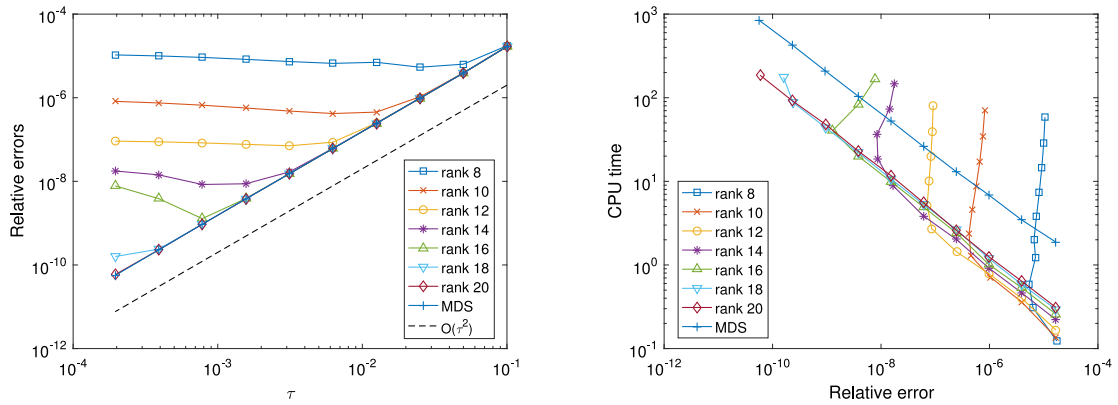 10^-4
10^-6
10^-8
10^-10
10^-12
Relative errors
10^-4
10^-3
10^-2
10^-1
τ
rank 8
rank 10
rank 12
rank 14
rank 16
rank 18
rank 20
MDS
O(τ^2)
10^3
10^2
10^1
10^0
10^-1
CPU time
10^-12
10^-10
10^-8
10^-6
10^-4
Relative error
rank 8
rank 10
rank 12
rank 14
rank 16
rank 18
rank 20
MDS